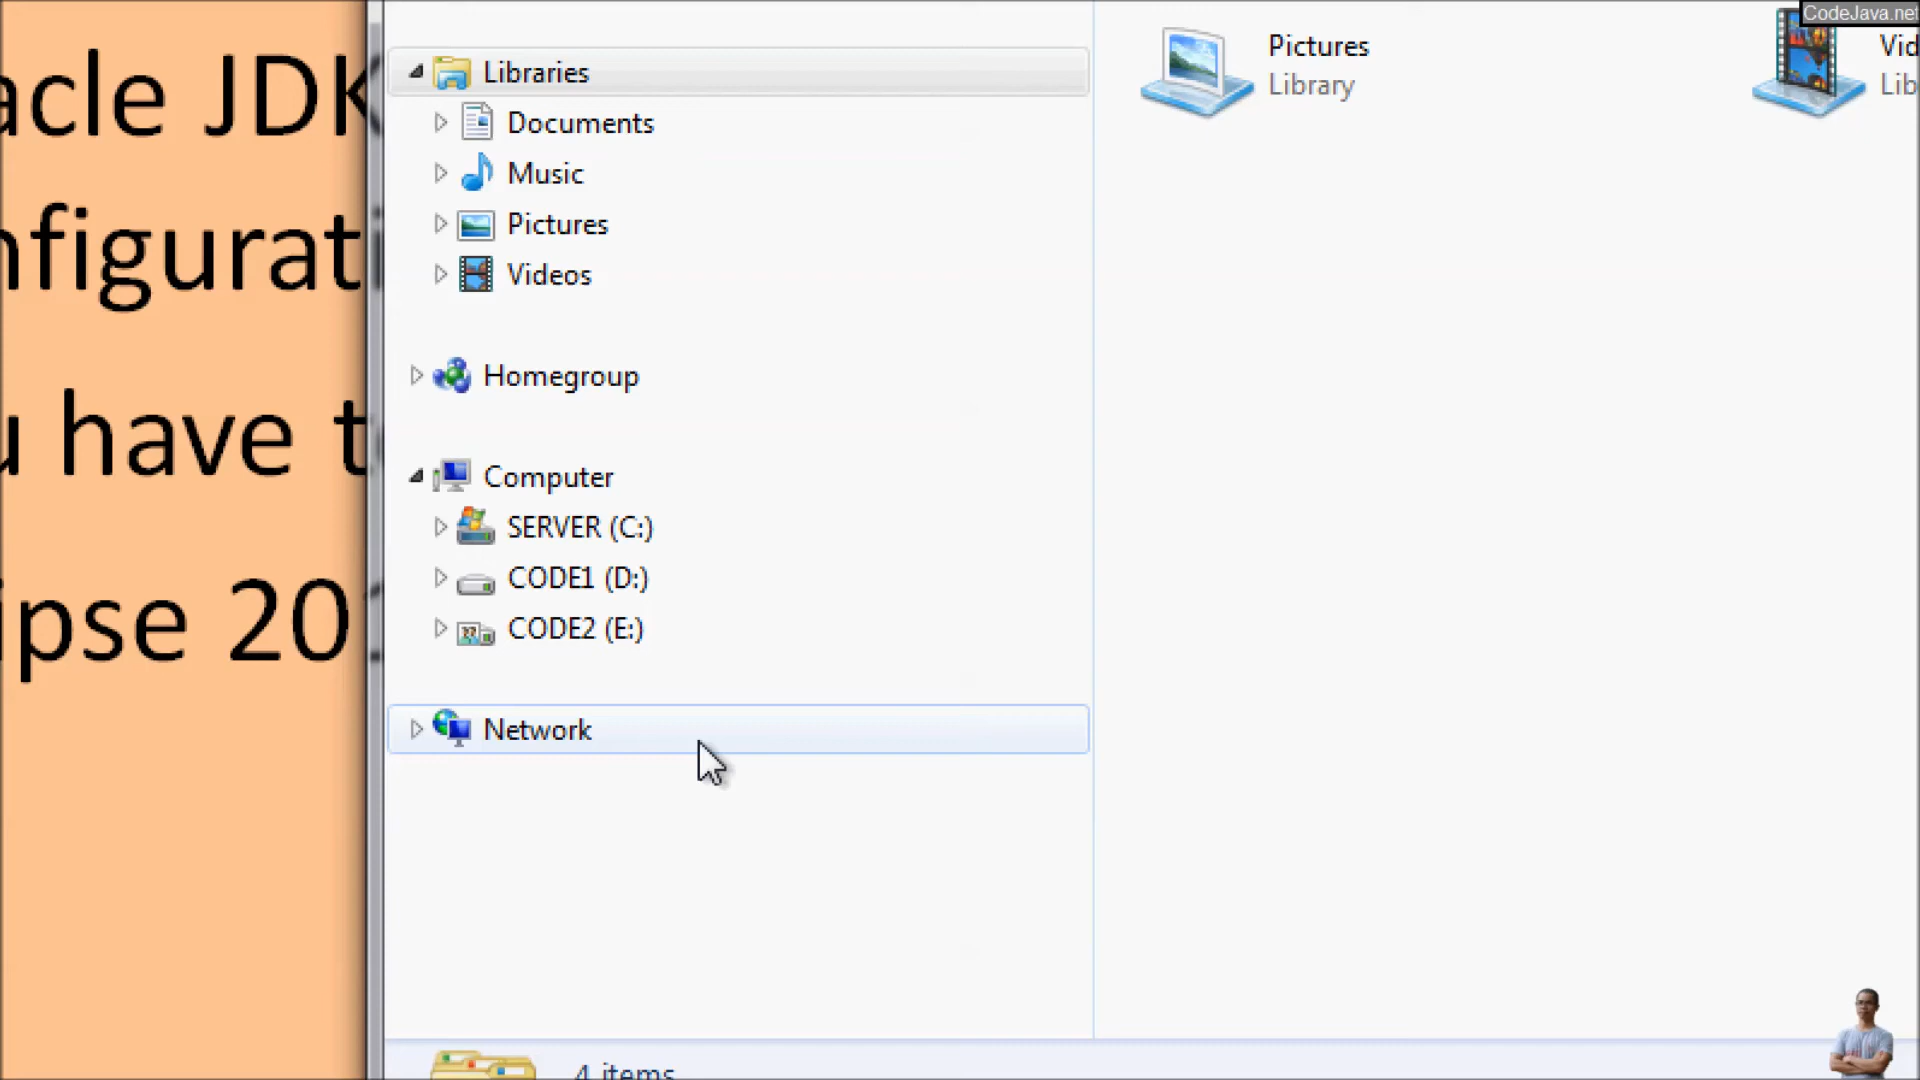 CodeJava.net
acle JDK
nfigurati
u have t
ipse 20
Libraries
Documents
Music
Pictures
Videos
Homegroup
Computer
SERVER (C:)
CODE1 (D:)
CODE2 (E:)
Network
Pictures
Library
Vid
Lib
4 items